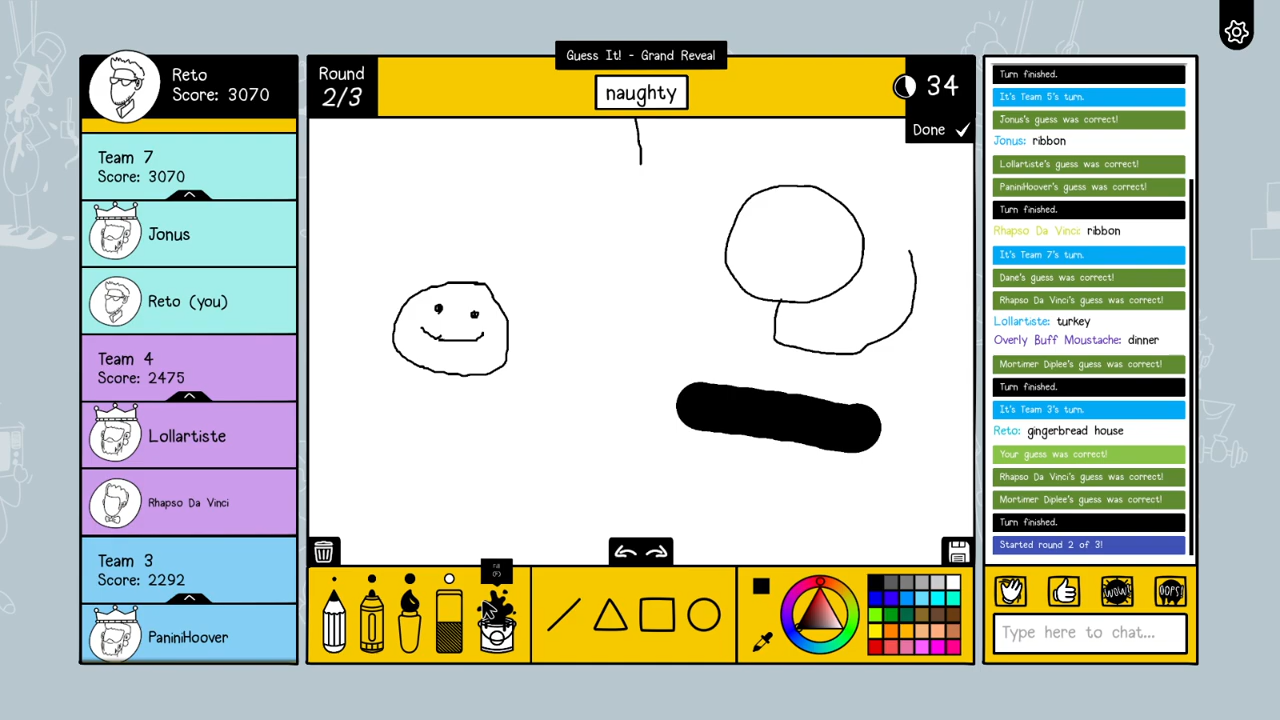 Guess It! - Grand Reveal
naughty
Reto
Score: 3070
Round
2/3
34
Done
Team 7
Score: 3070
Jonus
Reto (you)
Team 4
Score: 2475
Lollartiste
Rhapso Da Vinci
Team 3
Score: 2292
PaniniHoover
Turn finished.
It's Team 5's turn.
Jonus's guess was correct!
Jonus: ribbon
Lollartiste's guess was correct!
PaniniHoover's guess was correct!
Turn finished.
Rhapso Da Vinci: ribbon
It's Team 7's turn.
Dane's guess was correct!
Rhapso Da Vinci's guess was correct!
Lollartiste: turkey
Overly Buff Moustache: dinner
Mortimer Diplee's guess was correct!
Turn finished.
It's Team 3's turn.
Reto: gingerbread house
Your guess was correct!
Rhapso Da Vinci's guess was correct!
Mortimer Diplee's guess was correct!
Turn finished.
Started round 2 of 3!
WOW!
OOPS!
Type here to chat...